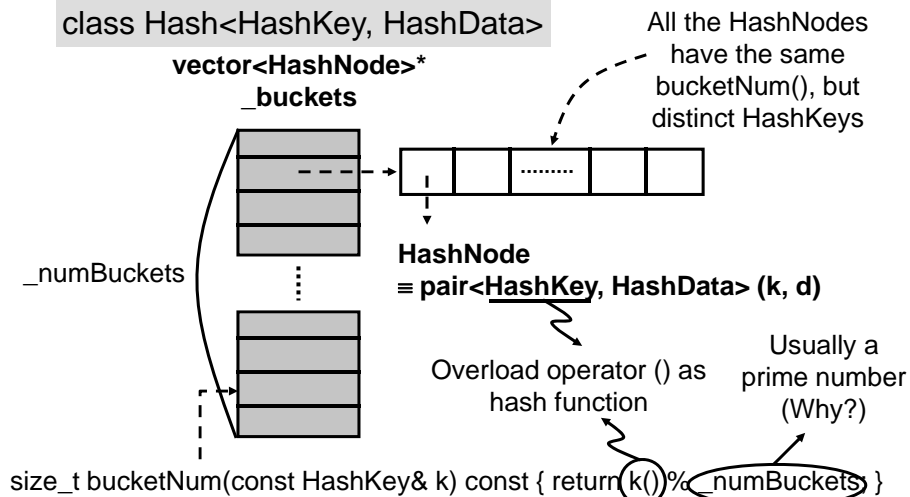 class Hash<HashKey, HashData>
vector<HashNode>*
_buckets
All the HashNodes
have the same
bucketNum(), but
distinct HashKeys
_numBuckets
HashNode
≡ pair<HashKey, HashData> (k, d)
Overload operator () as
hash function
Usually a
prime number
(Why?)
size_t bucketNum(const HashKey& k) const { return k() % _numBuckets; }